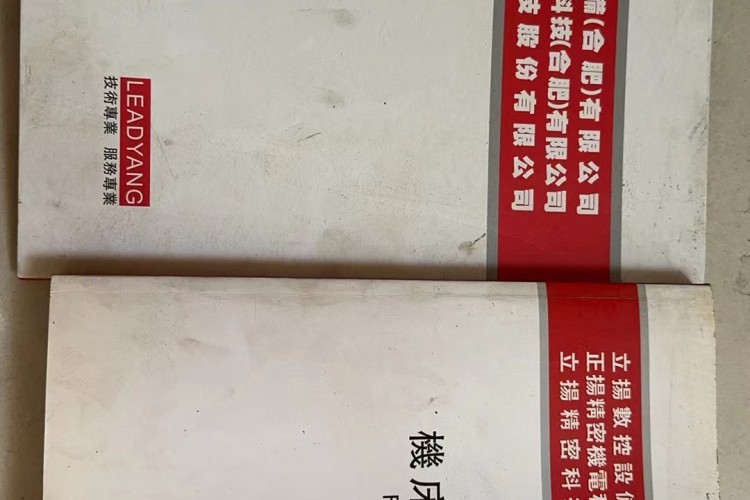 (合肥)有限公司
科技(合肥)有限公司
技股份有限公司
LEADYANG
技術專業 服務專業
立揚數控設
正揚精密機電
立揚精密科
機床